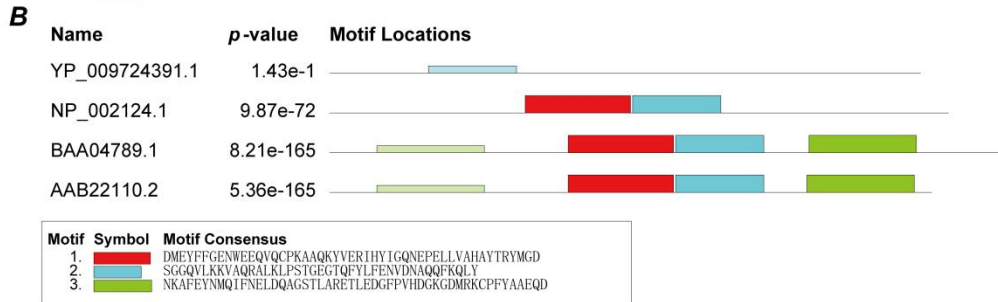 B
Name p-value Motif Locations
YP_009724391.1 1.43e-1
NP_002124.1 9.87e-72
BAA04789.1 8.21e-165
AAB22110.2 5.36e-165
Motif Symbol Motif Consensus
1. DMEYFFGENWEEQVQCPKAAQKYVERIHYIGQNEPELLVAHAYTRYMGD
2. SGGQVLKKVAQRALKLPSTGEGTQFYLFENVDNAQQFKQLY
3. NKAFEYNMQIFNELDQAGSTLARETLEDGFPVHDGKGDMRKCPFYAAEQD